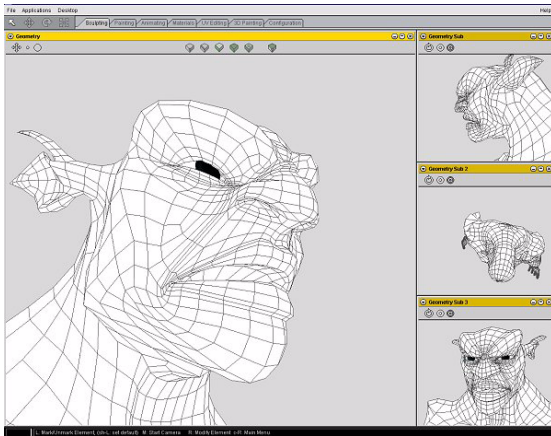 File Applications Desktop Help
Sculpting Painting Animating Materials UV Editing 3D Painting Configuration
Geometry
Geometry Sub
Geometry Sub 2
Geometry Sub 3
L: Mark/Unmark Element, (ch-L: sel default) M: Start Camera R: Modify Element c-R: Main Menu